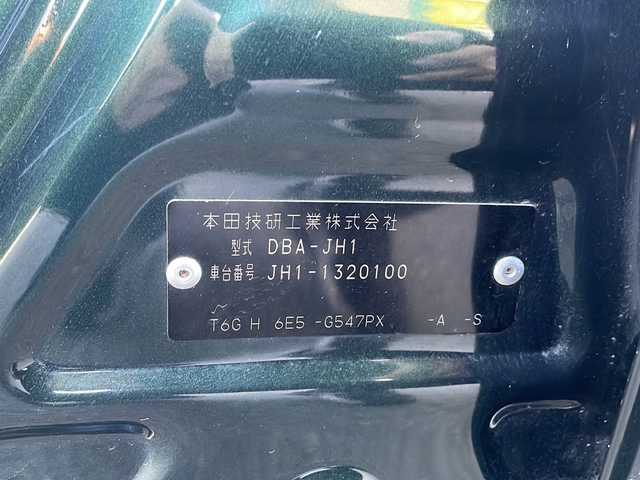 本田技研工業株式会社
型式 DBA-JH1
車台番号 JH1-1320100
T6G H 6E5 -G547PX -A -S